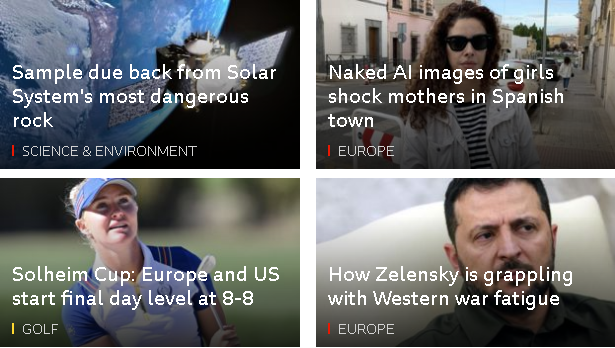 Sample due back from Solar
System's most dangerous
rock
SCIENCE & ENVIRONMENT
Naked AI images of girls
shock mothers in Spanish
town
EUROPE
Solheim Cup: Europe and US
start final day level at 8-8
GOLF
How Zelensky is grappling
with Western war fatigue
EUROPE